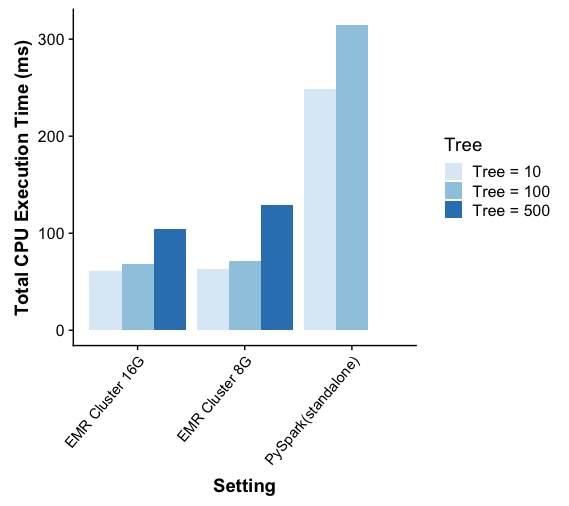 Total CPU Execution Time (ms)
300
200
100
0
EMR Cluster 16G
EMR Cluster 8G
PySpark(standalone)
Setting
Tree
Tree = 10
Tree = 100
Tree = 500